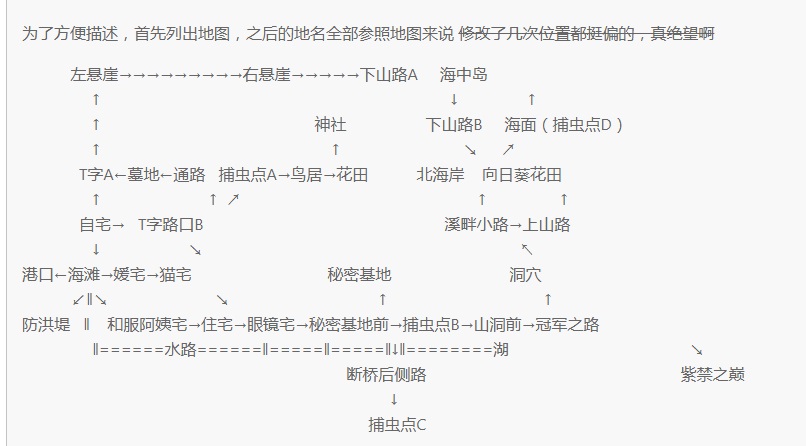 为了方便描述，首先列出地图，之后的地名全部参照地图来说 修改了几次位置都挺偏的，真绝望啊
左悬崖→→→→→→→→→右悬崖→→→→→下山路A 海中岛
↑ ↓ ↑
↑ 神社 下山路B 海面（捕虫点D）
↑ ↑ ↘ ↗
T字A←墓地←通路 捕虫点A→鸟居→花田 北海岸 向日葵花田
↑ ↑ ↗ ↑ ↑
自宅→ T字路口B 溪畔小路→上山路
↓ ↘ ↖
港口←海滩→媛宅→猫宅 秘密基地 洞穴
↙‖↘ ↘ ↑ ↑
防洪堤 ‖ 和服阿姨宅→住宅→眼镜宅→秘密基地前→捕虫点B→山洞前→冠军之路
‖======水路======‖=====‖=====‖↓‖========湖 ↘
断桥后侧路 紫禁之巅
↓
捕虫点C